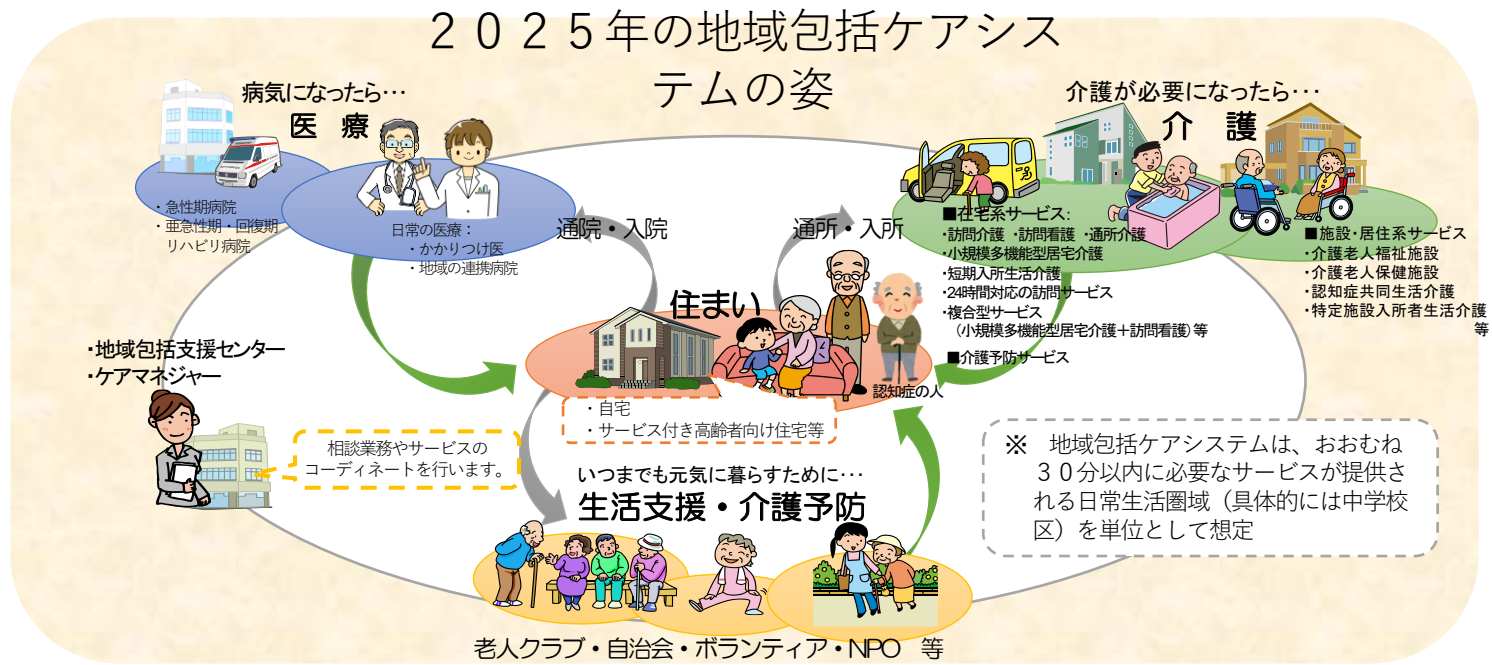 ２０２５年の地域包括ケアシス
テムの姿
病気になったら…
医　療
・急性期病院
・亜急性期・回復期
リハビリ病院
日常の医療：
・かかりつけ医
・地域の連携病院
通院・入院
介護が必要になったら…
介　護
通所・入所
■在宅系サービス：
・訪問介護　・訪問看護　・通所介護
・小規模多機能型居宅介護
・短期入所生活介護
・24時間対応の訪問サービス
・複合型サービス
（小規模多機能型居宅介護＋訪問看護）等
■介護予防サービス
■施設・居住系サービス
・介護老人福祉施設
・介護老人保健施設
・認知症共同生活介護
・特定施設入所者生活介護
等
住まい
認知症の人
・自宅
・サービス付き高齢者向け住宅等
・地域包括支援センター
・ケアマネジャー
相談業務やサービスの
コーディネートを行います。
いつまでも元気に暮らすために…
生活支援・介護予防
老人クラブ・自治会・ボランティア・NPO　等
※　地域包括ケアシステムは、おおむね
３０分以内に必要なサービスが提供さ
れる日常生活圏域（具体的には中学校
区）を単位として想定